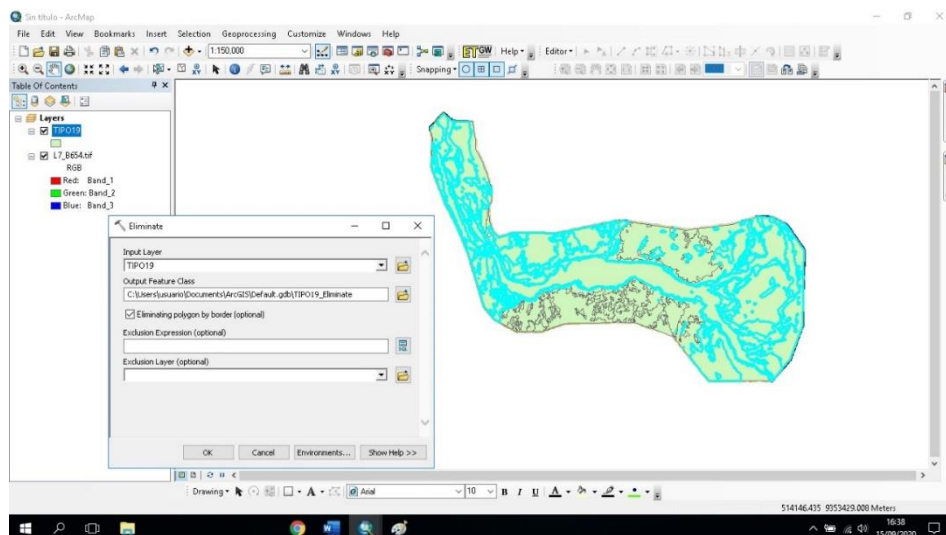 Sin título - ArcMap
File Edit View Bookmarks Insert Selection Geoprocessing Customize Windows Help
1:150,000
GW Help
Editor
Snapping
Table Of Contents
Layers
TIPO19
L7_B654.tif
RGB
Red: Band_1
Green: Band_2
Blue: Band_3
Eliminate
Input Layer
TIPO19
Output Feature Class
C:\Users\usuario\Documents\ArcGIS\Default.gdb\TIPO19_Eliminate
Eliminating polygon by border (optional)
Exclusion Expression (optional)
Exclusion Layer (optional)
OK Cancel Environments... Show Help >>
Drawing
A
Arial
10
B I U A
514146.435 9353429.008 Meters
16:38
15/09/2020